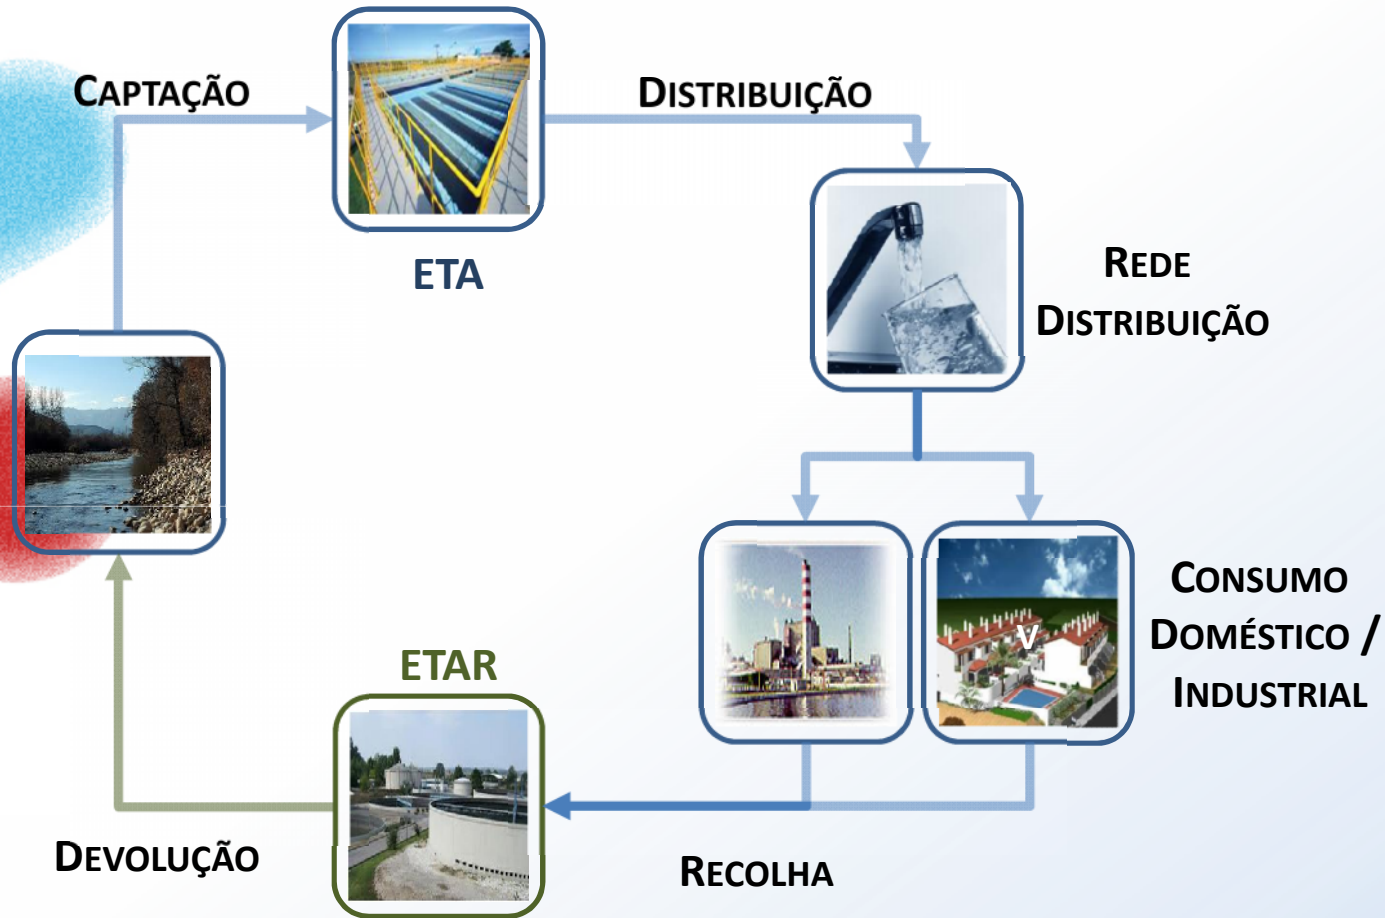 CAPTAÇÃO
DISTRIBUIÇÃO
ETA
REDE
DISTRIBUIÇÃO
CONSUMO
DOMÉSTICO /
INDUSTRIAL
V
ETAR
DEVOLUÇÃO
RECOLHA